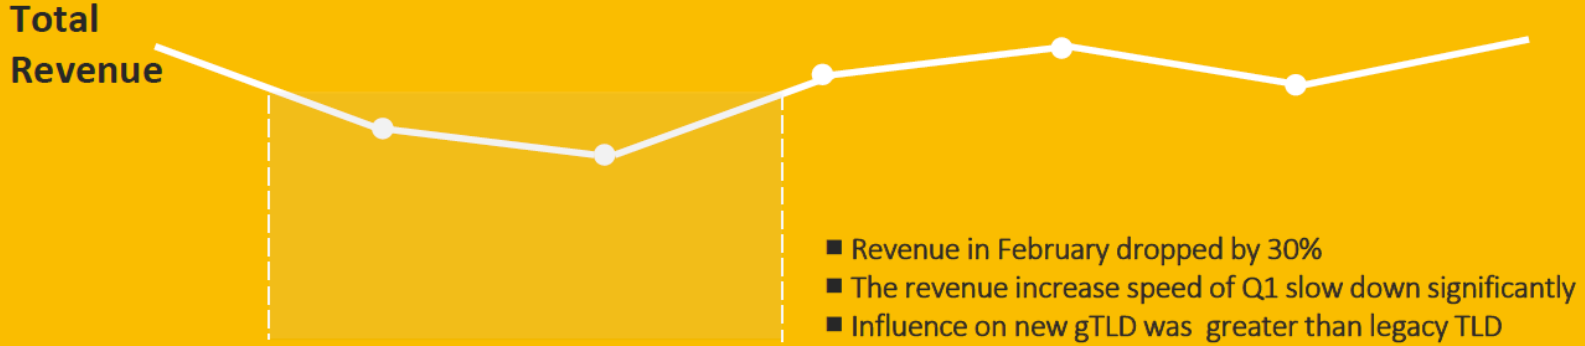 Total
Revenue
■ Revenue in February dropped by 30%
■ The revenue increase speed of Q1 slow down significantly
■ Influence on new gTLD was  greater than legacy TLD